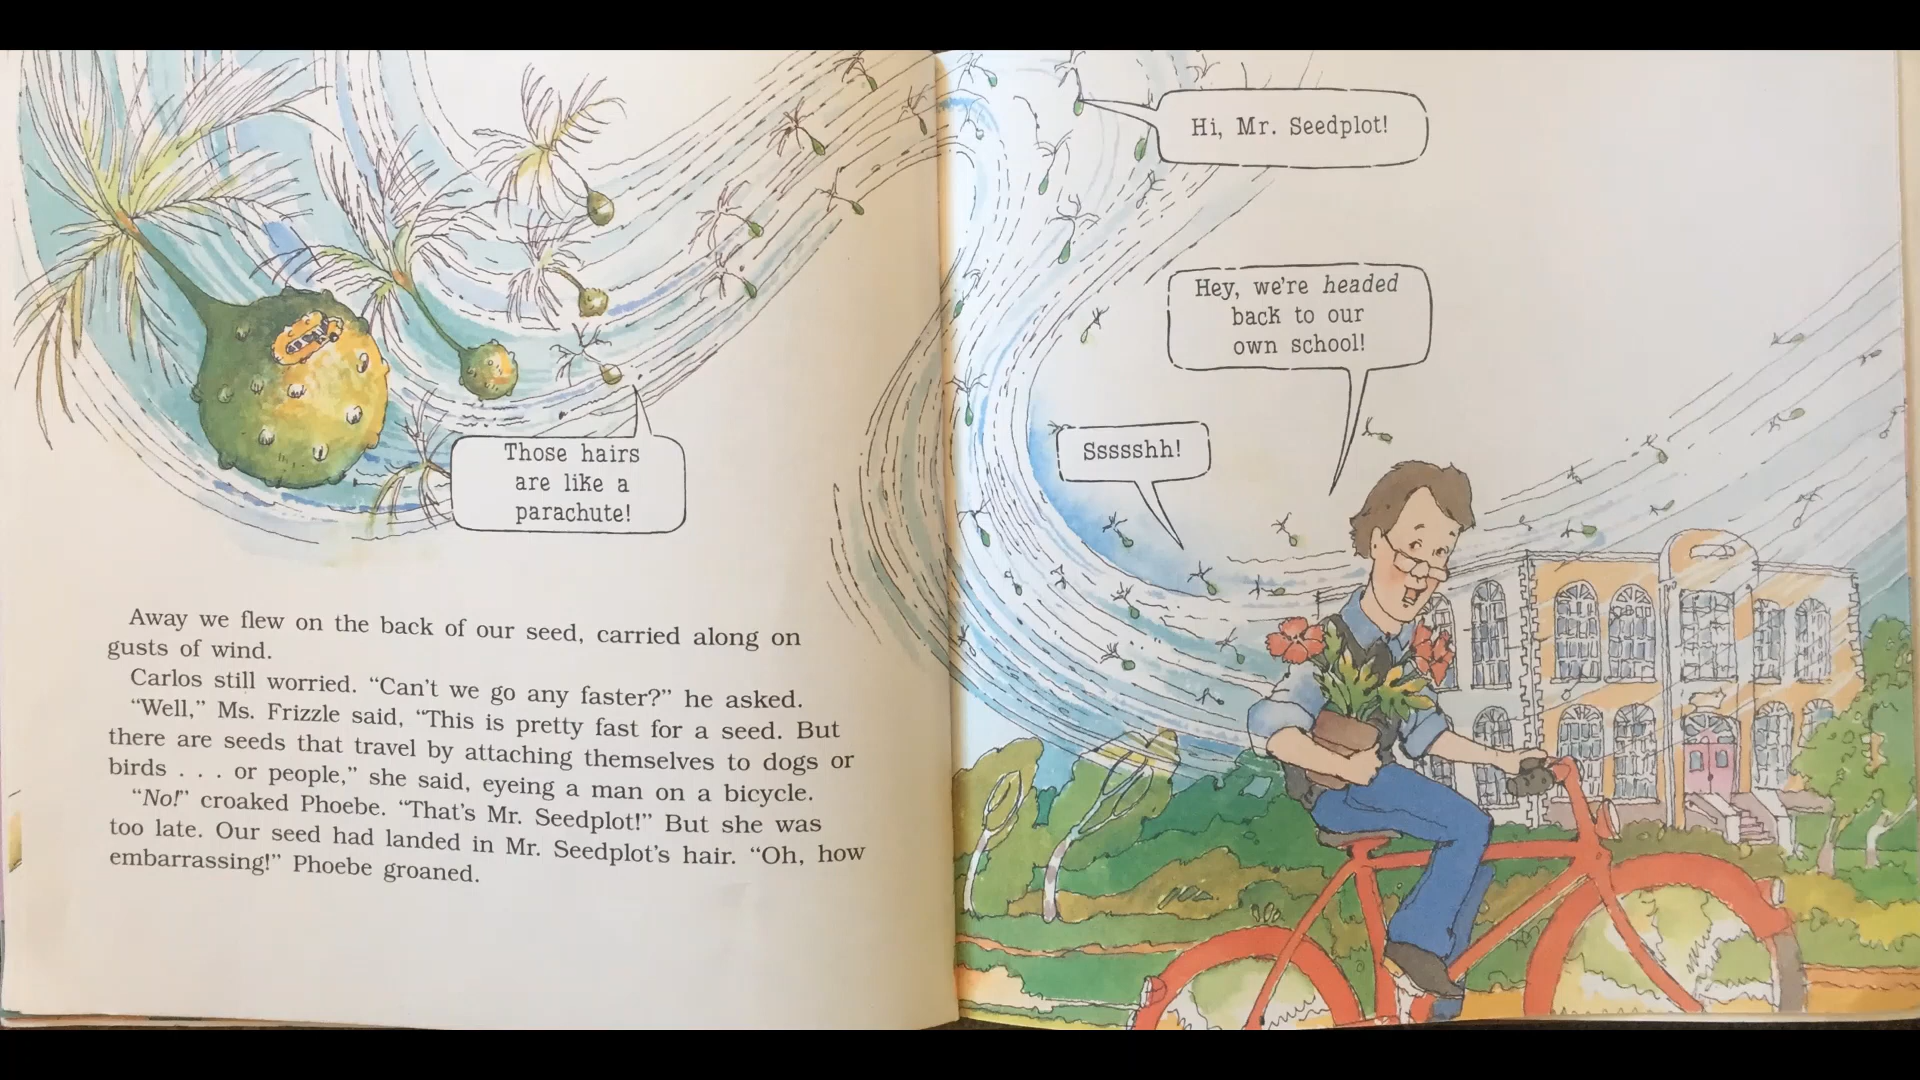 Those hairs
are like a
parachute!
Away we flew on the back of our seed, carried along on
gusts of wind.
Carlos still worried. “Can’t we go any faster?” he asked.
“Well,” Ms. Frizzle said, “This is pretty fast for a seed. But
there are seeds that travel by attaching themselves to dogs or
birds . . . or people,” she said, eyeing a man on a bicycle.
“No!” croaked Phoebe. “That’s Mr. Seedplot!” But she was
too late. Our seed had landed in Mr. Seedplot’s hair. “Oh, how
embarrassing!” Phoebe groaned.
Hi, Mr. Seedplot!
Hey, we’re headed
back to our
own school!
Ssssshh!